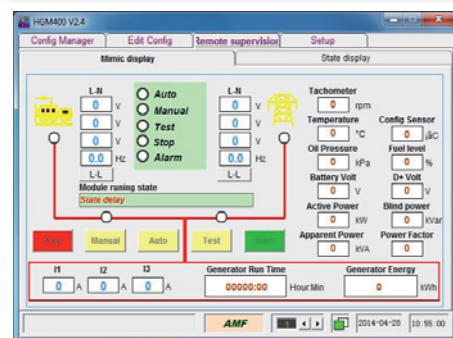 HGM400 V2.4
Config Manager Edit Config Remote supervision Setup
Mimic display State display
L-N L-N
0 V 0 V
0 V 0 V
0 V 0 V
0.0 Hz 0.0 Hz
L-L L-L
Auto
Manual
Test
Stop
Alarm
Module runing state
State delay
Tachometer
0 rpm
Temperature Config Sensor
0 °C 0 ¡ãC
Oil Pressure Fuel level
0 kPa 0 %
Battery Volt D+ Volt
0 V 0 V
Active Power Blind power
0 kW 0 kVar
Apparent Power Power Factor
0 kVA 0
Stop Manual Auto Test Start
I1 I2 I3 Generator Run Time Generator Energy
0 A 0 A 0 A 00000:00 Hour:Min 0 kWh
AMF 1 2014-04-28 10:55:00